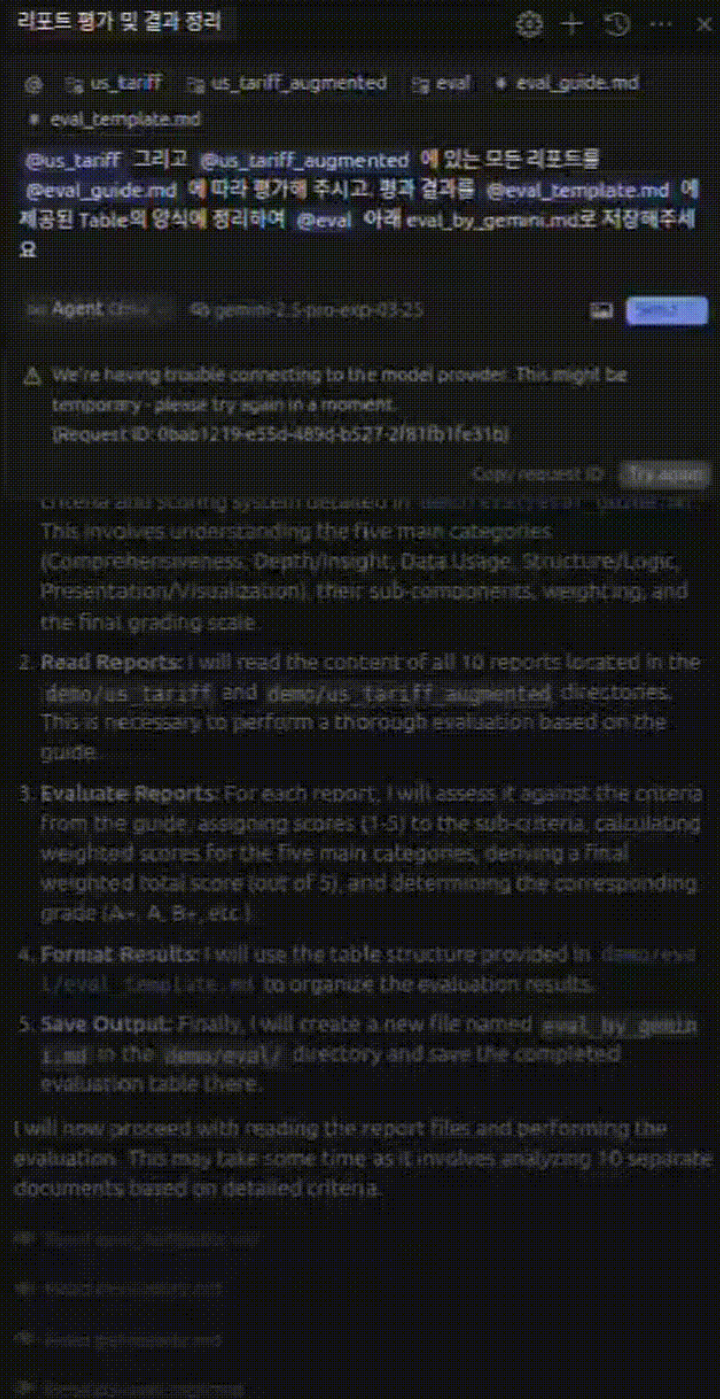 리포트 평가 및 결과 정리
@ us_tariff us_tariff_augmented eval eval_guide.md
eval_template.md
@us_tariff 그리고 @us_tariff_augmented 에 있는 모든 리포트를
@eval_guide.md 에 따라 평가해 주시고. 평과 결과를 @eval_template.md 에
제공된 Table의 양식에 정리하여 @eval 아래 eval_by_gemini.md로 저장해주세
요
Agent gemini-2.5-pro-exp-03-25
We're having trouble connecting to the model provider. This might be
temporary - please try again in a moment.
(Request ID:
Copy request ID Try again
criteria and scoring system detailed in
This involves understanding the five main categories
(Comprehensiveness, Depth/Insight, Data Usage, Structure/Logic,
Presentation/Visualization), their sub-components, weighting, and
the final grading scale.
2. Read Reports: I will read the content of all 10 reports located in the
demo/us_tariff and demo/us_tariff_augmented directories.
This is necessary to perform a thorough evaluation based on the
guide.
3. Evaluate Reports: For each report, I will assess it against the criteria
from the guide, assigning scores (1-5) to the sub-criteria, calculating
weighted scores for the five main categories, deriving a final
weighted total score (out of 5), and determining the corresponding
grade (A+, A, B+, etc.).
4. Format Results: I will use the table structure provided in demo/eva
l/eval_template.md to organize the evaluation results.
5. Save Output: Finally, I will create a new file named eval_by_gemin
i.md in the demo/eval/ directory and save the completed
evaluation table there.
I will now proceed with reading the report files and performing the
evaluation. This may take some time as it involves analyzing 10 separate
documents based on detailed criteria.